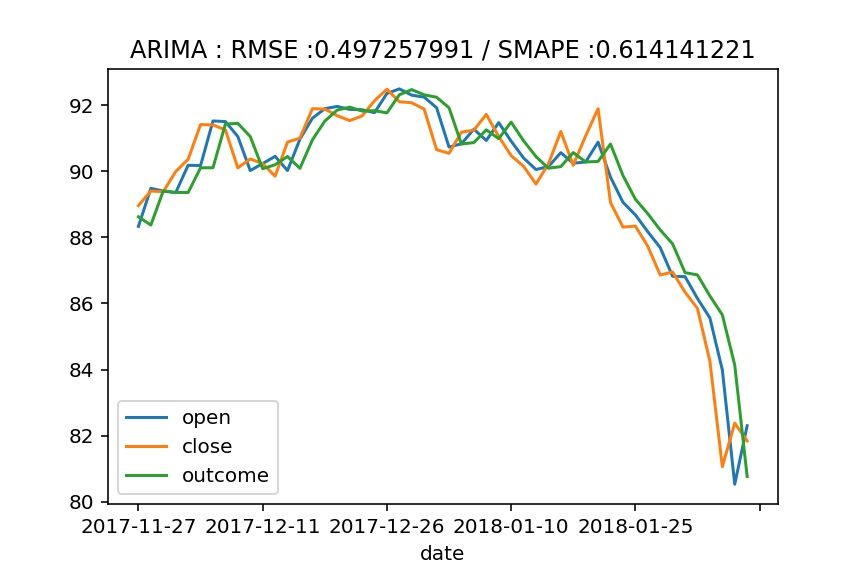 ARIMA : RMSE :0.497257991 / SMAPE :0.614141221
92
90
88
86
84
82
80
open
close
outcome
2017-11-27 2017-12-11 2017-12-26 2018-01-10 2018-01-25
date